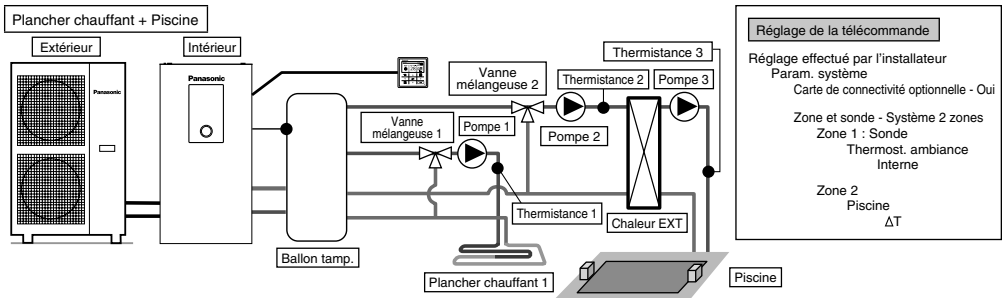 Plancher chauffant + Piscine
Extérieur
Intérieur
Panasonic
Panasonic
Vanne
mélangeuse 1
Pompe 1
Vanne
mélangeuse 2
Thermistance 2
Pompe 2
Thermistance 3
Pompe 3
Thermistance 1
Chaleur EXT
Ballon tamp.
Plancher chauffant 1
Piscine
Réglage de la télécommande
Réglage effectué par l’installateur
Param. système
Carte de connectivité optionnelle - Oui
Zone et sonde - Système 2 zones
Zone 1 : Sonde
Thermost. ambiance
Interne
Zone 2
Piscine
ΔT